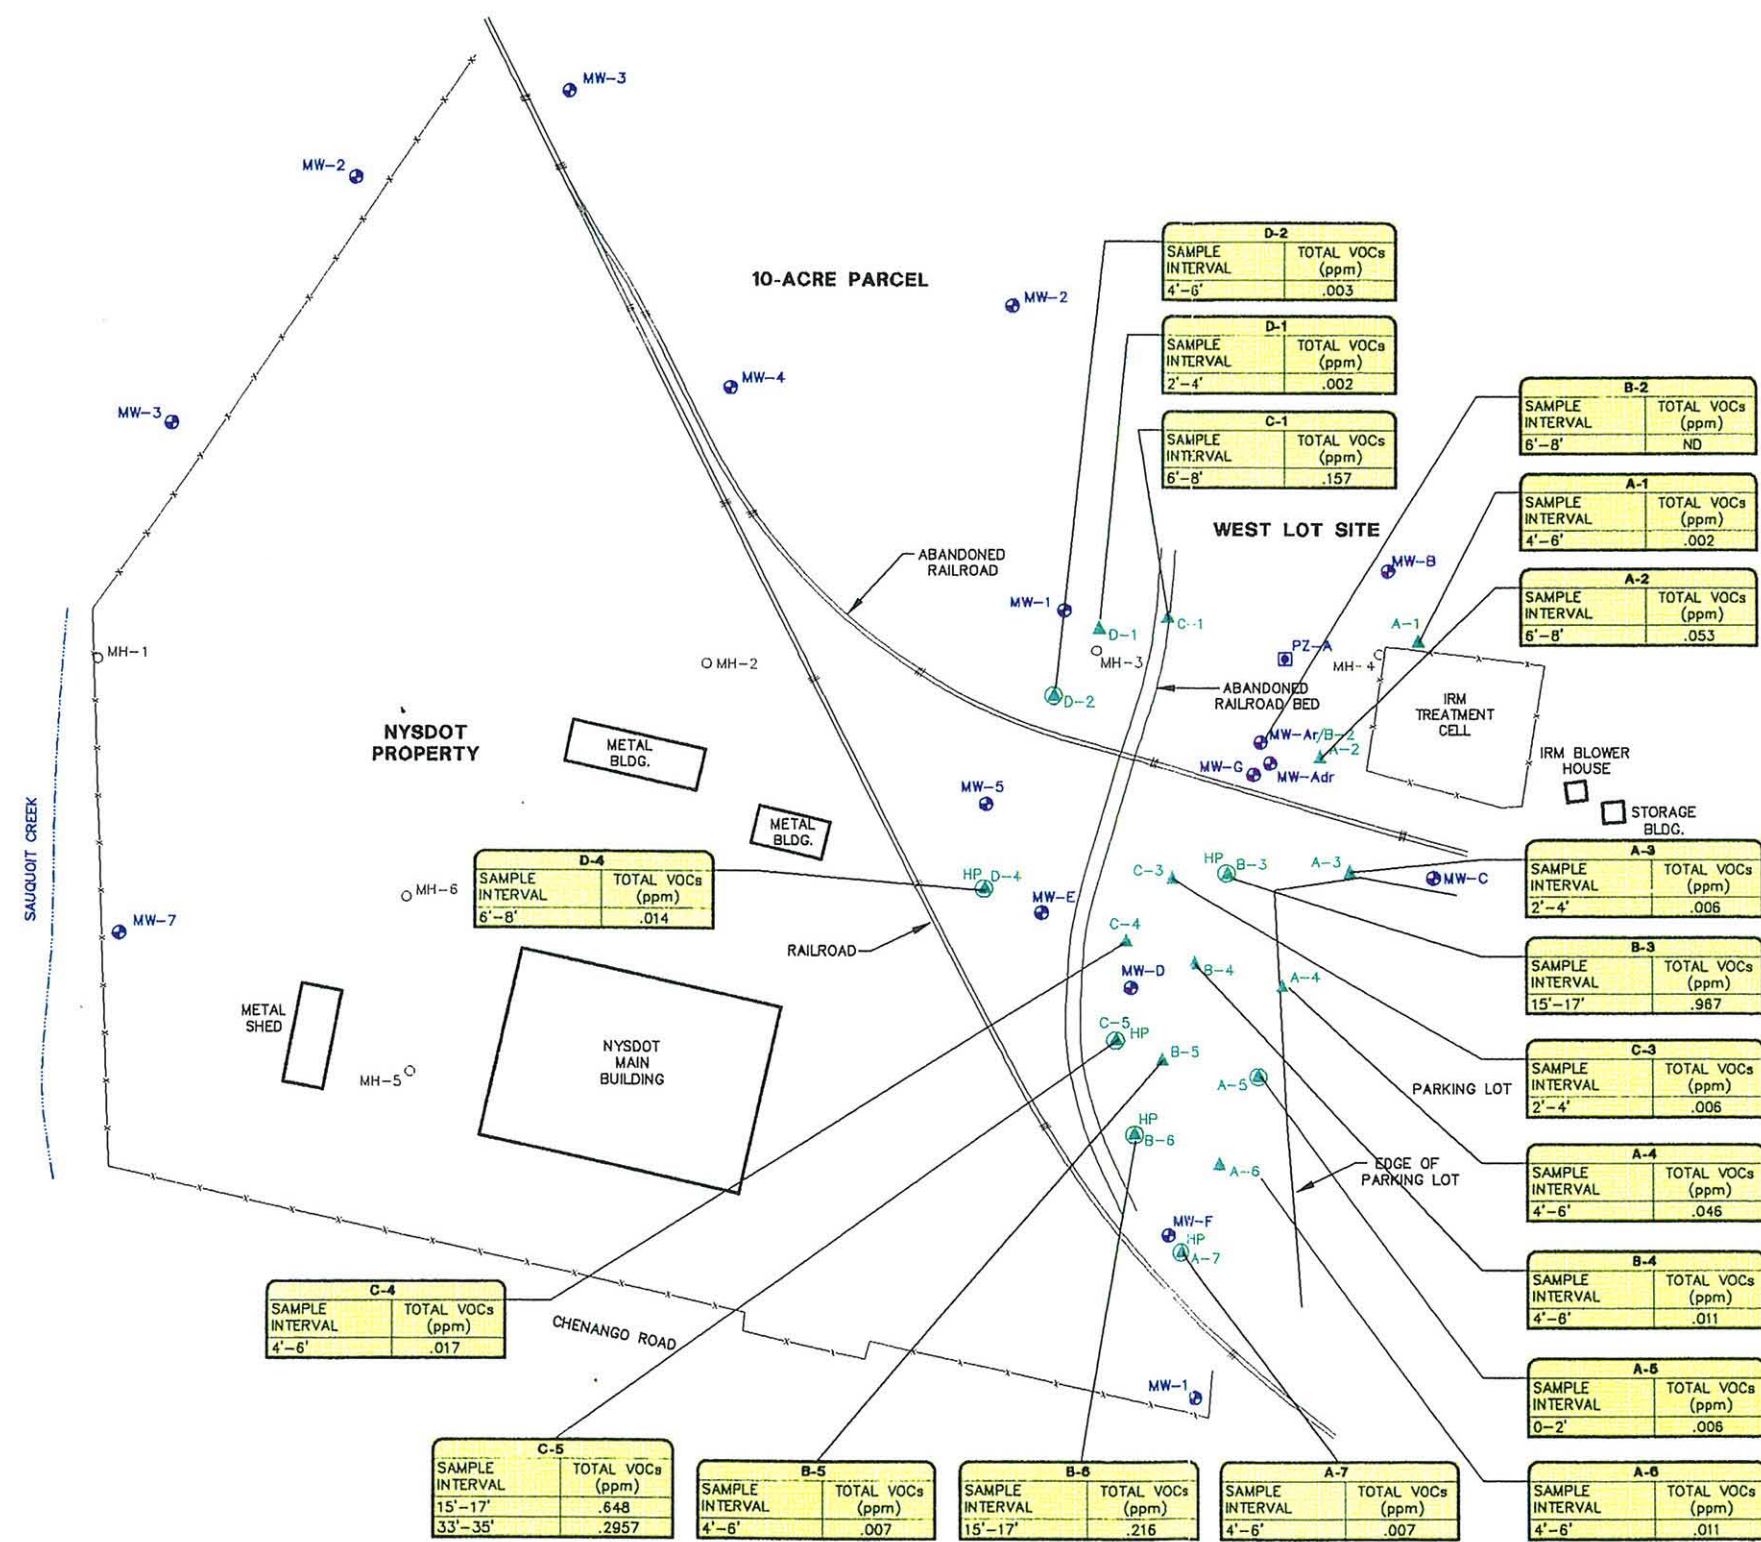 MW-3
MW-2
10-ACRE PARCEL
MW-2
MW-4
MW-3
D-2
SAMPLE INTERVAL
TOTAL VOCs (ppm)
4'-6'
.003
D-1
SAMPLE INTERVAL
TOTAL VOCs (ppm)
2'-4'
.002
C-1
SAMPLE INTERVAL
TOTAL VOCs (ppm)
6'-8'
.157
B-2
SAMPLE INTERVAL
TOTAL VOCs (ppm)
6'-8'
ND
A-1
SAMPLE INTERVAL
TOTAL VOCs (ppm)
4'-6'
.002
A-2
SAMPLE INTERVAL
TOTAL VOCs (ppm)
6'-8'
.053
WEST LOT SITE
ABANDONED
RAILROAD
MW-B
MW-1
D-1
C-1
A-1
MH-1
MH-2
MH-3
PZ-A
MH-4
D-2
ABANDONED
RAILROAD BED
IRM
TREATMENT
CELL
NYSDOT
PROPERTY
METAL
BLDG.
MW-Ar/B-2
A-2
MW-G
MW-Adr
IRM BLOWER
HOUSE
MW-5
STORAGE
BLDG.
METAL
BLDG.
SAUQUOIT CREEK
D-4
SAMPLE INTERVAL
TOTAL VOCs (ppm)
6'-8'
.014
HP D-4
C-3
HP B-3
A-3
MW-C
MH-6
MW-E
MW-7
C-4
RAILROAD
B-4
MW-D
A-4
METAL
SHED
NYSDOT
MAIN
BUILDING
C-5 HP
B-5
MH-5
A-5
PARKING LOT
HP
B-6
A-6
EDGE OF
PARKING LOT
MW-F
HP
A-7
CHENANGO ROAD
MW-1
A-3
SAMPLE INTERVAL
TOTAL VOCs (ppm)
2'-4'
.006
B-3
SAMPLE INTERVAL
TOTAL VOCs (ppm)
15'-17'
.967
C-3
SAMPLE INTERVAL
TOTAL VOCs (ppm)
2'-4'
.006
A-4
SAMPLE INTERVAL
TOTAL VOCs (ppm)
4'-6'
.046
B-4
SAMPLE INTERVAL
TOTAL VOCs (ppm)
4'-6'
.011
A-5
SAMPLE INTERVAL
TOTAL VOCs (ppm)
0-2'
.006
C-4
SAMPLE INTERVAL
TOTAL VOCs (ppm)
4'-6'
.017
C-5
SAMPLE INTERVAL
TOTAL VOCs (ppm)
15'-17'
.648
33'-35'
.2957
B-5
SAMPLE INTERVAL
TOTAL VOCs (ppm)
4'-6'
.007
B-6
SAMPLE INTERVAL
TOTAL VOCs (ppm)
15'-17'
.216
A-7
SAMPLE INTERVAL
TOTAL VOCs (ppm)
4'-6'
.007
A-6
SAMPLE INTERVAL
TOTAL VOCs (ppm)
4'-6'
.011